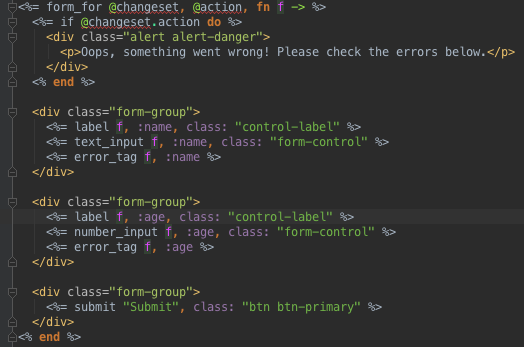 <%= form_for @changeset, @action, fn f -> %>
  <%= if @changeset.action do %>
    <div class="alert alert-danger">
      <p>Oops, something went wrong! Please check the errors below.</p>
    </div>
  <% end %>

  <div class="form-group">
    <%= label f, :name, class: "control-label" %>
    <%= text_input f, :name, class: "form-control" %>
    <%= error_tag f, :name %>
  </div>

  <div class="form-group">
    <%= label f, :age, class: "control-label" %>
    <%= number_input f, :age, class: "form-control" %>
    <%= error_tag f, :age %>
  </div>

  <div class="form-group">
    <%= submit "Submit", class: "btn btn-primary" %>
  </div>
<% end %>